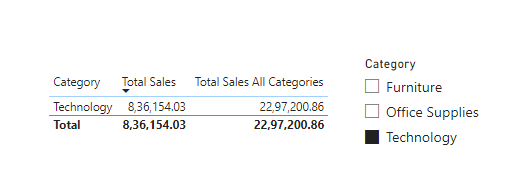 Category Total Sales Total Sales All Categories
Technology 8,36,154.03 22,97,200.86
Total 8,36,154.03 22,97,200.86
Category
Furniture
Office Supplies
Technology